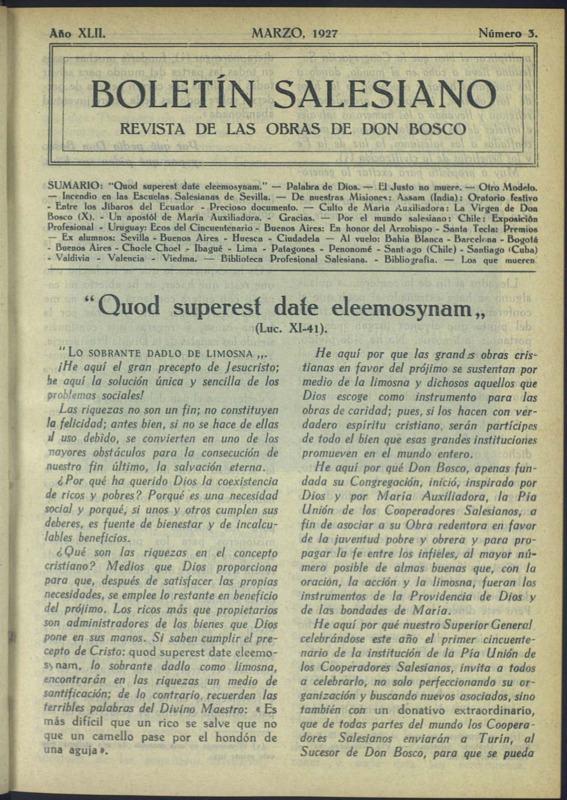 Año XLII. MARZO, 1927 Número 3.
BOLETÍN SALESIANO
REVISTA DE LAS OBRAS DE DON BOSCO
SUMARIO: “Quod superest date eleemosynam.” — Palabra de Dios. — El Justo no muere. — Otro Modelo.
— Incendio en las Escuelas Salesianas de Sevilla. — De nuestras Misiones: Assam (India): Oratorio festivo
- Entre los Jíbaros del Ecuador - Precioso documento. — Culto de María Auxiliadora: La Virgen de Don
Bosco (X). - Un apóstol de María Auxiliadora. - Gracias. — Por el mundo salesiano: Chile: Exposición
Profesional - Uruguay: Ecos del Cincuentenario - Buenos Aires: En honor del Arzobispo - Santa Tecla: Premios
— Ex alumnos: Sevilla - Buenos Aires - Huesca - Ciudadela — Al vuelo: Bahía Blanca - Barcelona - Bogotá
- Buenos Aires - Choele Choel - Ibagué - Lima - Patagones - Penonomé - Santiago (Chile) - Santiago (Cuba)
- Valdivia - Valencia - Viedma. — Biblioteca Profesional Salesiana. - Bibliografía. — Los que mueren.
“Quod superest date eleemosynam„
(Luc. XI-41).
“LO SOBRANTE DADLO DE LIMOSNA „.
¡He aquí el gran precepto de Jesucristo;
he aquí la solución única y sencilla de los
problemas sociales!
Las riquezas no son un fin; no constituyen
la felicidad; antes bien, si no se hace de ellas
el uso debido, se convierten en uno de los
mayores obstáculos para la consecución de
nuestro fin último, la salvación eterna.
¿Por qué ha querido Dios la coexistencia
de ricos y pobres? Porqué es una necesidad
social y porqué, si unos y otros cumplen sus
deberes, es fuente de bienestar y de incalcu-
lables beneficios.
¿Qué son las riquezas en el concepto
cristiano? Medios que Dios proporciona
para que, después de satisfacer las propias
necesidades, se emplee lo restante en beneficio
del prójimo. Los ricos más que propietarios
son administradores de los bienes que Dios
pone en sus manos. Si saben cumplir el pre-
cepto de Cristo: quod superest date eleemo-
synam, lo sobrante dadlo como limosna,
encontrarán en las riquezas un medio de
santificación; de lo contrario, recuerden las
terribles palabras del Divino Maestro: «Es
más difícil que un rico se salve que no
que un camello pase por el hondón de
una aguja».
He aquí por que las grandes obras cris-
tianas en favor del prójimo se sustentan por
medio de la limosna y dichosos aquellos que
Dios escoge como instrumento para las
obras de caridad; pues, si los hacen con ver-
dadero espíritu cristiano, serán partícipes
de todo el bien que esas grandes instituciones
promueven en el mundo entero.
He aquí por qué Don Bosco, apenas fun-
dada su Congregación, inició, inspirado por
Dios y por María Auxiliadora, la Pía
Unión de los Cooperadores Salesianos, a
fin de asociar a su Obra redentora en favor
de la juventud pobre y obrera y para pro-
pagar la fe entre los infieles, al mayor nú-
mero posible de almas buenas que, con la
oración, la acción y la limosna, fueran los
instrumentos de la Providencia de Dios y
de las bondades de María.
He aquí por qué nuestro Superior General
celebrándose este año el primer cincuente-
nario de la institución de la Pía Unión de
los Cooperadores Salesianos, invita a todos
a celebrarlo, no solo perfeccionando su or-
ganización y buscando nuevos asociados, sino
también con un donativo extraordinario,
que de todas partes del mundo los Coopera-
dores Salesianos enviarán a Turín, al
Sucesor de Don Bosco, para que se pueda